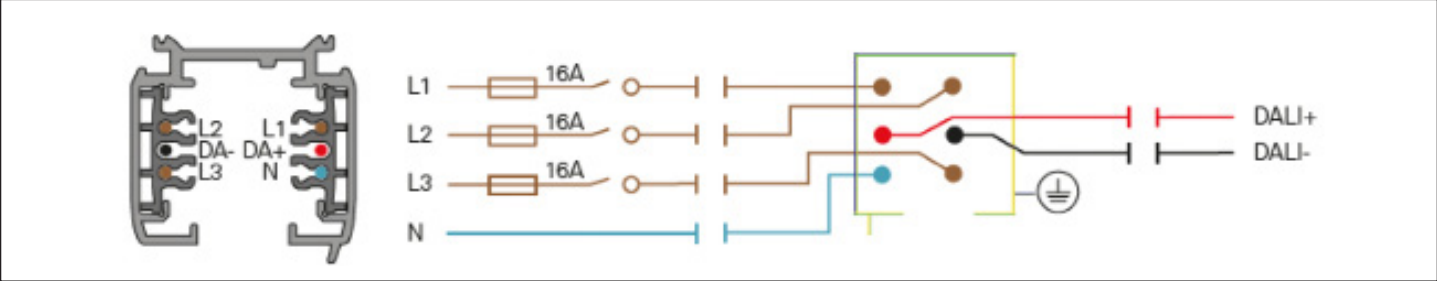 L2 L1
DA- DA+
L3 N
L1 16A
L2 16A
L3 16A
N
DALI+
DALI-